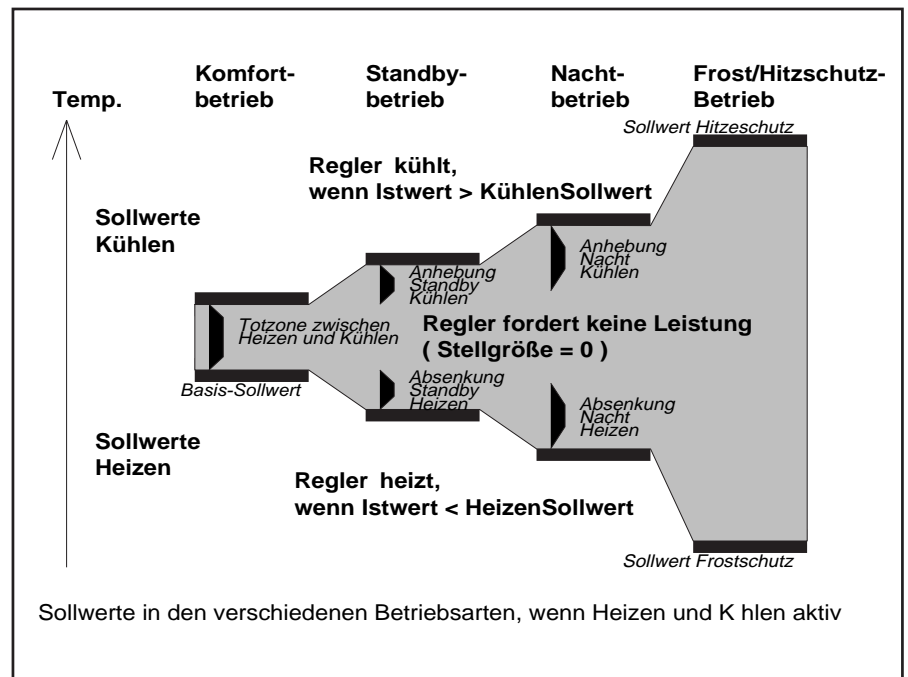 Komfort-
betrieb
Standby-
betrieb
Nacht-
betrieb
Frost/Hitzschutz-
Betrieb
Temp.
Sollwert Hitzeschutz
Regler kühlt,
wenn Istwert > KühlenSollwert
Sollwerte
Kühlen
Anhebung
Standby
Kühlen
Anhebung
Nacht
Kühlen
Totzone zwischen
Heizen und Kühlen
Regler fordert keine Leistung
( Stellgröße = 0 )
Basis-Sollwert
Absenkung
Standby
Heizen
Absenkung
Nacht
Heizen
Sollwerte
Heizen
Regler heizt,
wenn Istwert < HeizenSollwert
Sollwert Frostschutz
Sollwerte in den verschiedenen Betriebsarten, wenn Heizen und K hlen aktiv